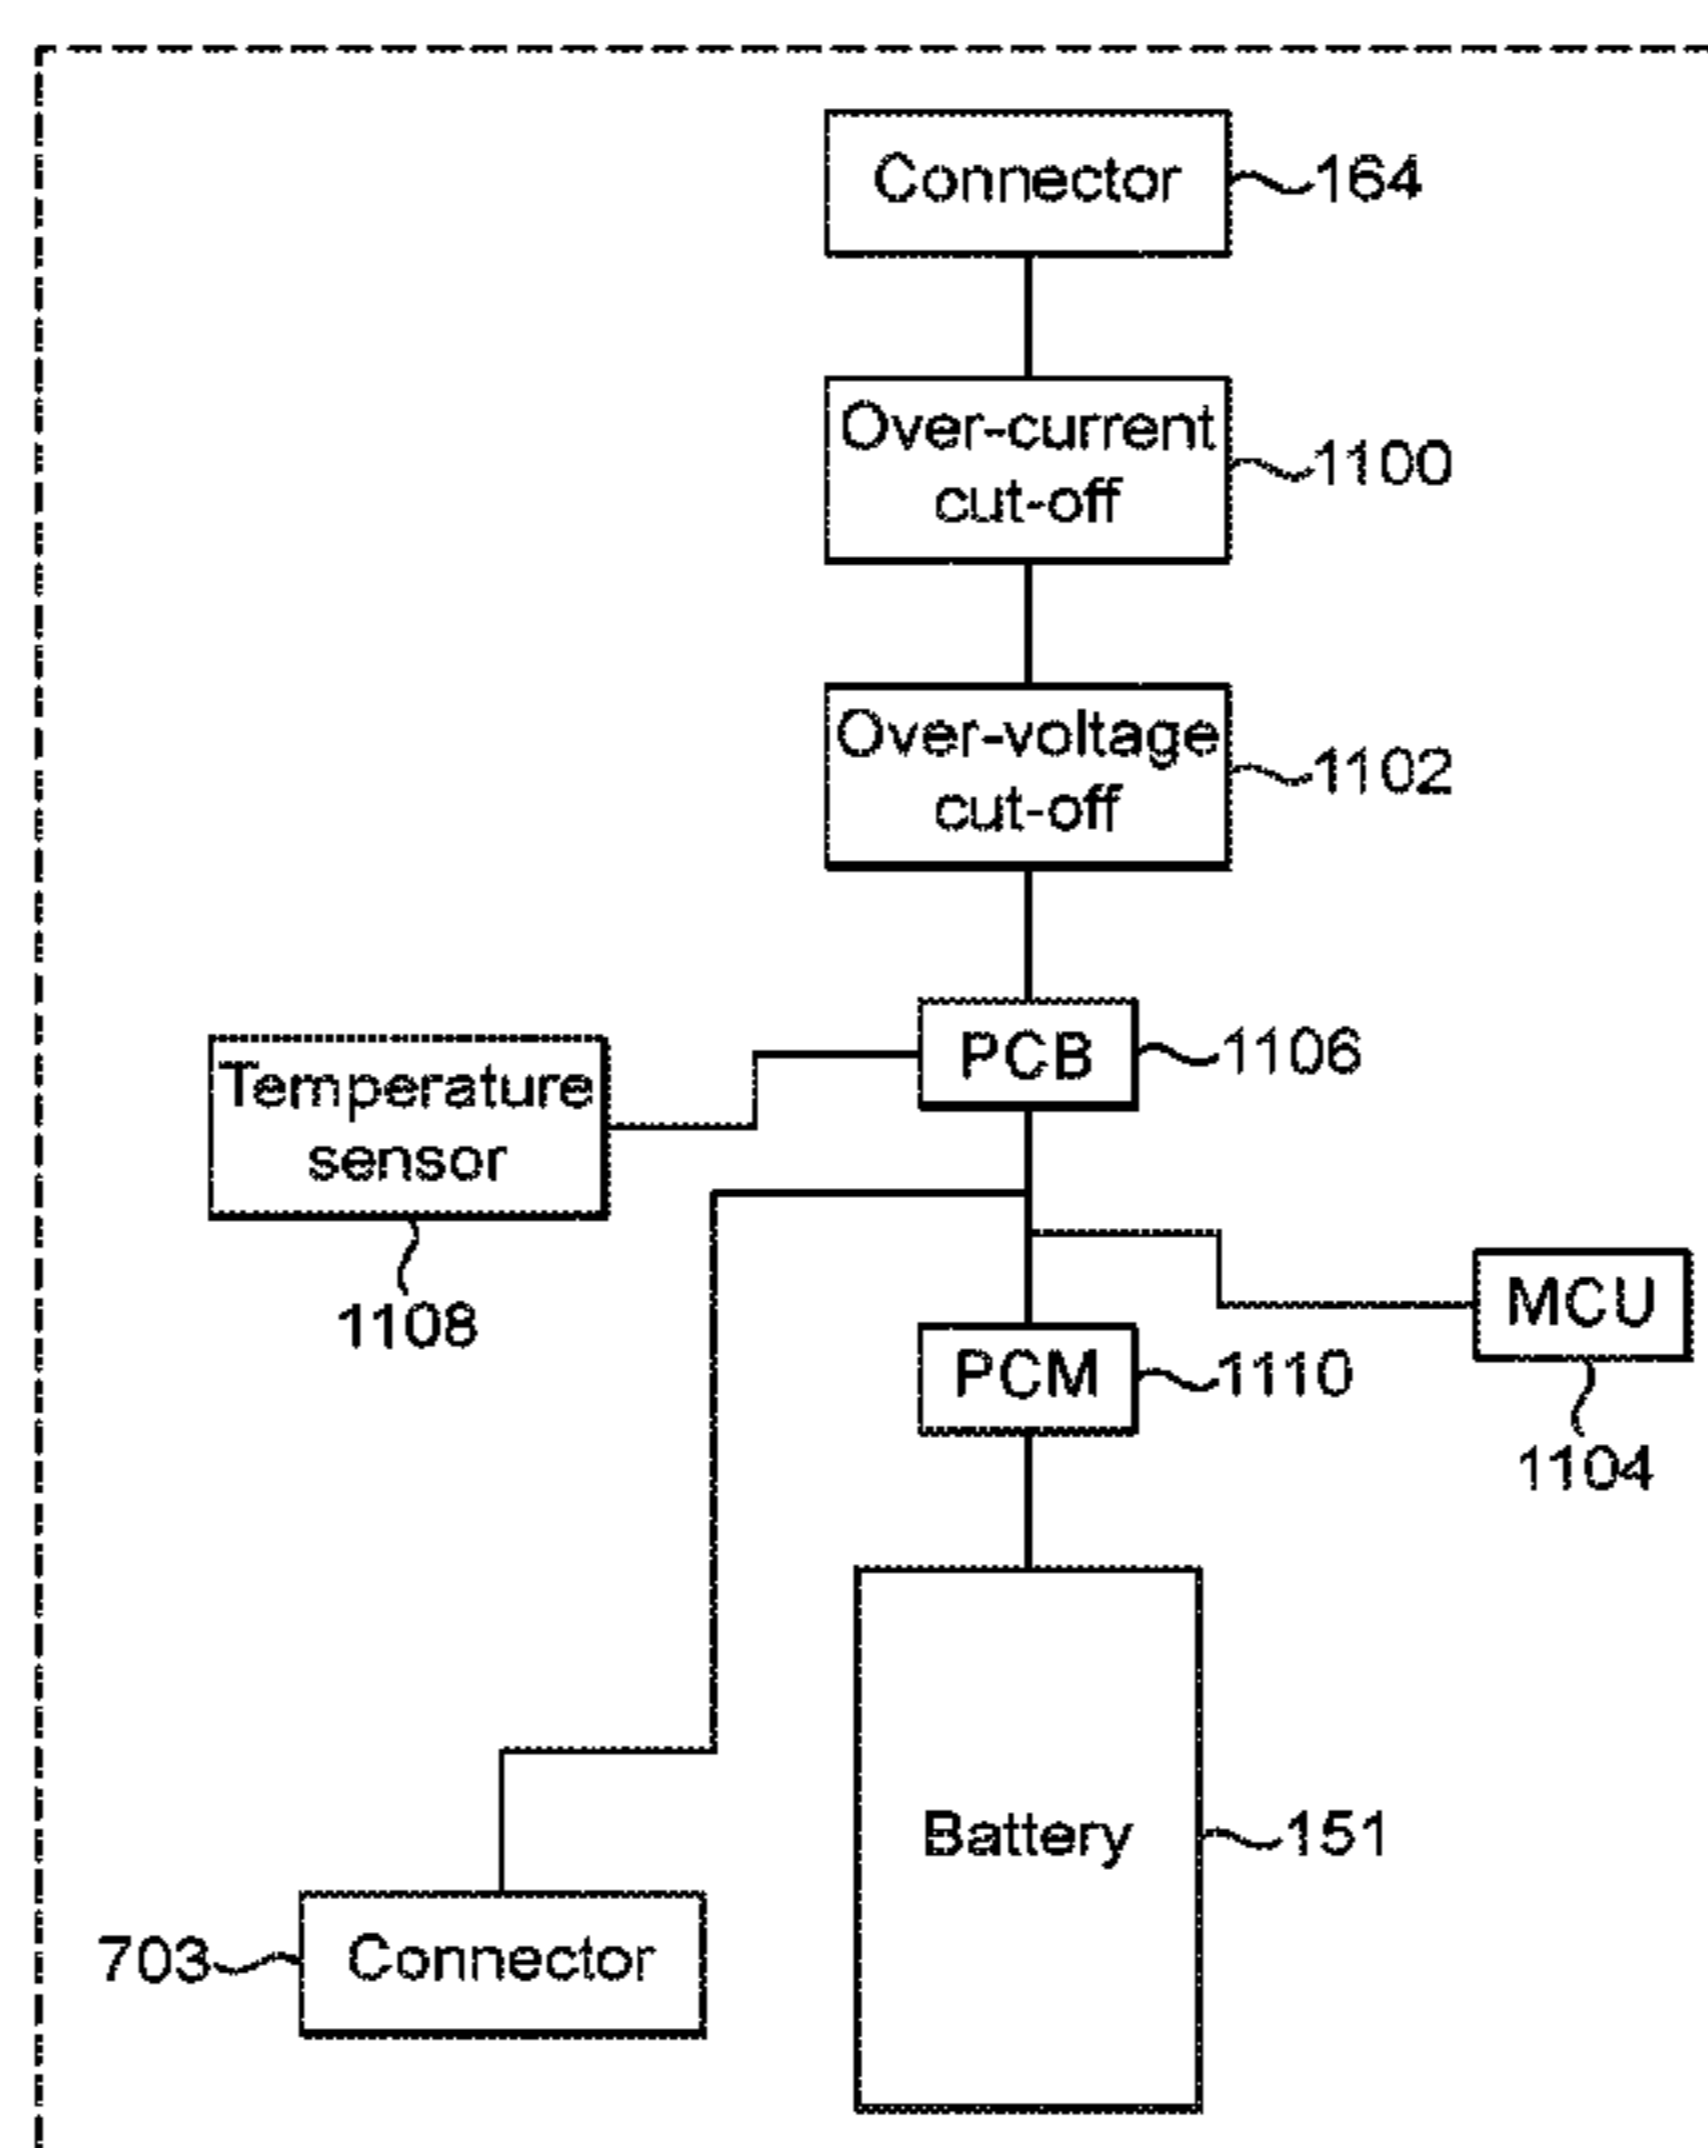 Connector
164
Over-current
cut-off
1100
Over-voltage
cut-off
1102
PCB
1106
Temperature
sensor
1108
MCU
1104
PCM
1110
Battery
151
703
Connector